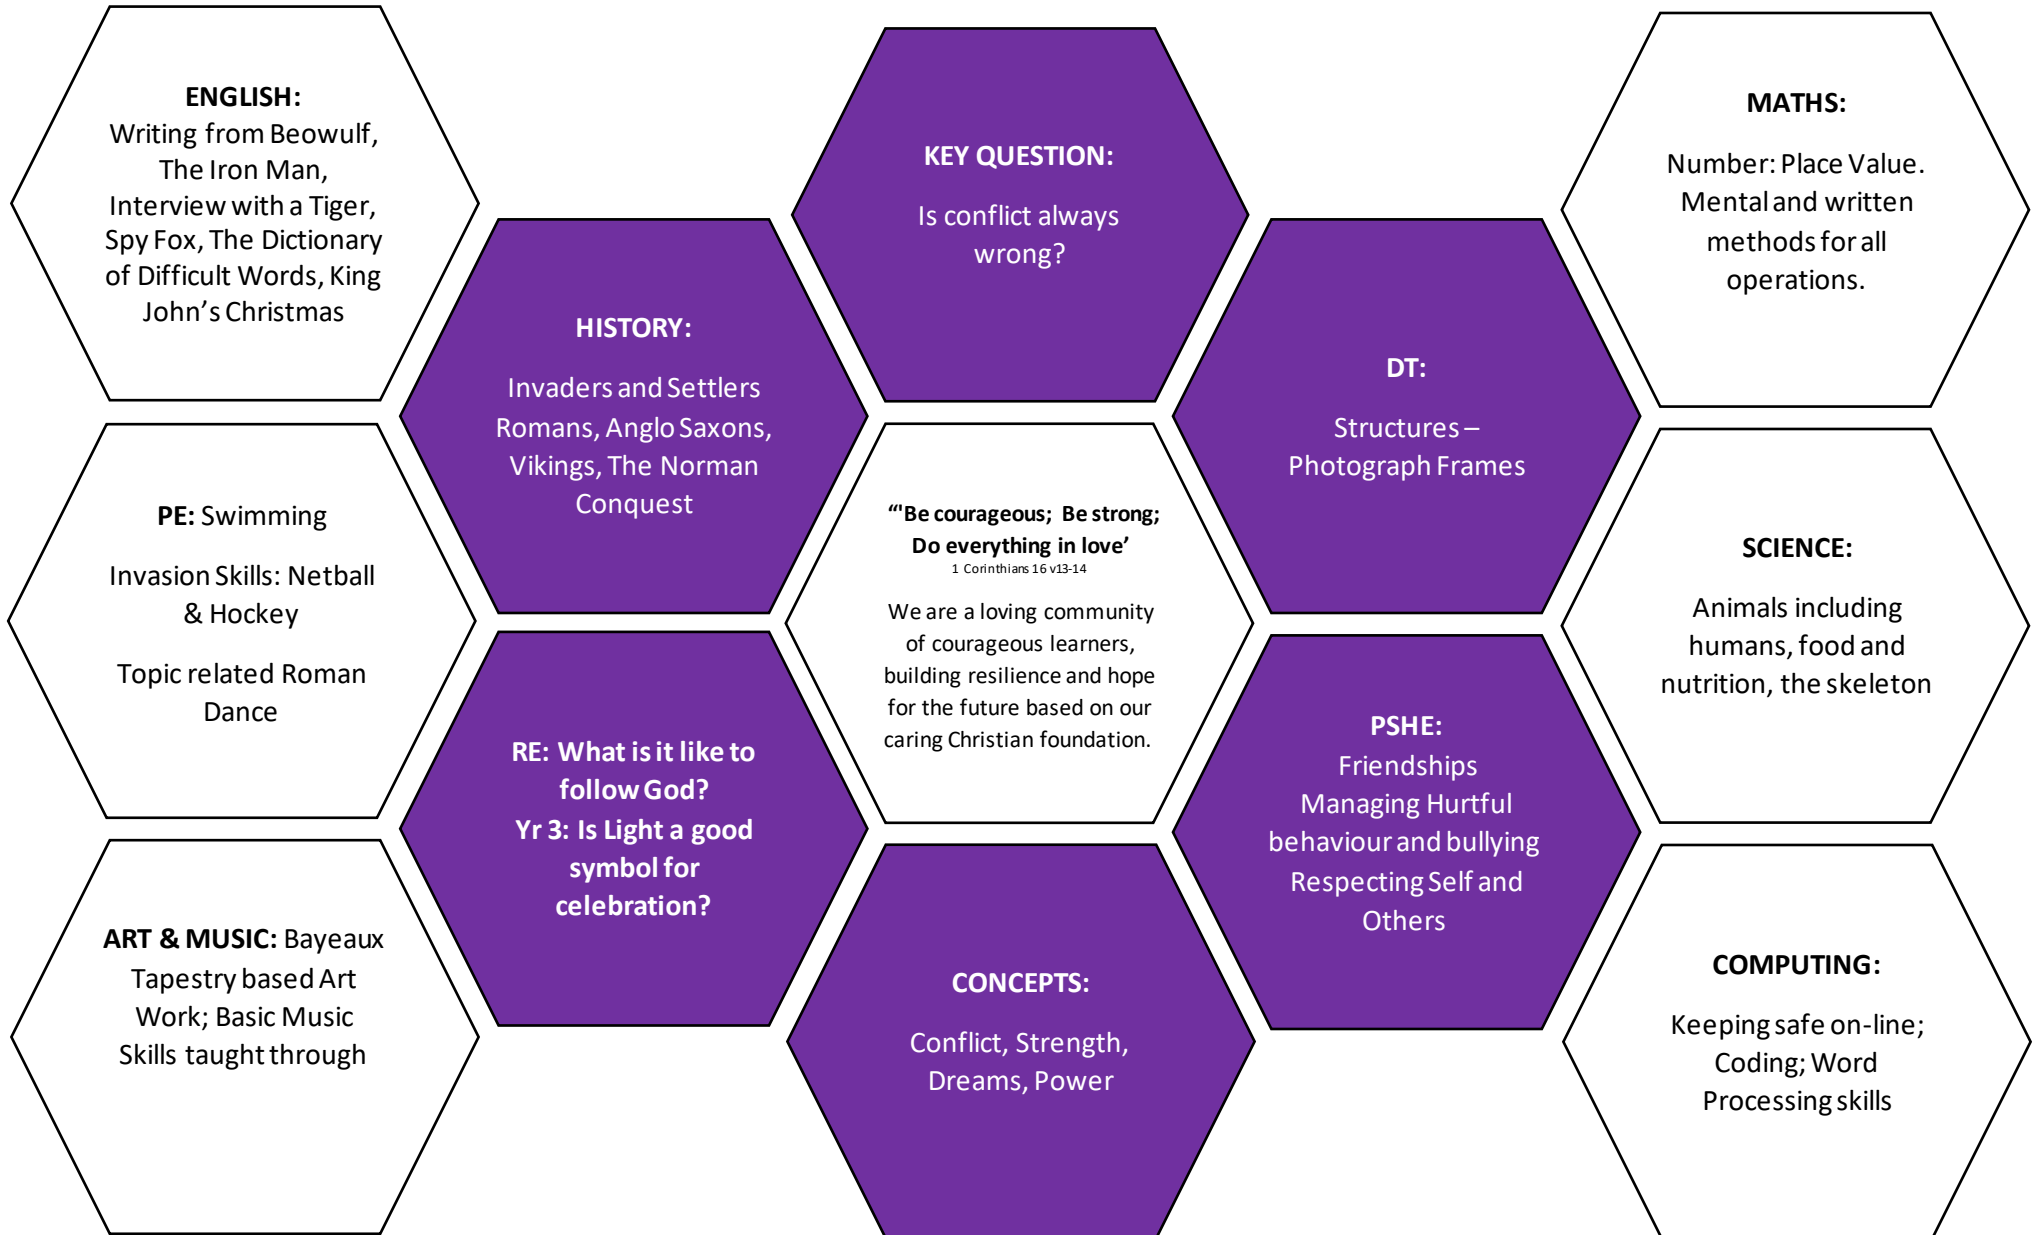 ENGLISH:
Writing from Beowulf,
The Iron Man,
Interview with a Tiger,
Spy Fox, The Dictionary
of Difficult Words, King
John’s Christmas
PE: Swimming
Invasion Skills: Netball
& Hockey
Topic related Roman
Dance
ART & MUSIC: Bayeaux
Tapestry based Art
Work; Basic Music
Skills taught through
HISTORY:
Invaders and Settlers
Romans, Anglo Saxons,
Vikings, The Norman
Conquest
RE: What is it like to
follow God?
Yr 3: Is Light a good
symbol for
celebration?
KEY QUESTION:
Is conflict always
wrong?
“'Be courageous; Be strong;
Do everything in love’
1 Corinthians 16 v13-14
We are a loving community
of courageous learners,
building resilience and hope
for the future based on our
caring Christian foundation.
CONCEPTS:
Conflict, Strength,
Dreams, Power
DT:
Structures –
Photograph Frames
PSHE:
Friendships
Managing Hurtful
behaviour and bullying
Respecting Self and
Others
MATHS:
Number: Place Value.
Mental and written
methods for all
operations.
SCIENCE:
Animals including
humans, food and
nutrition, the skeleton
COMPUTING:
Keeping safe on-line;
Coding; Word
Processing skills